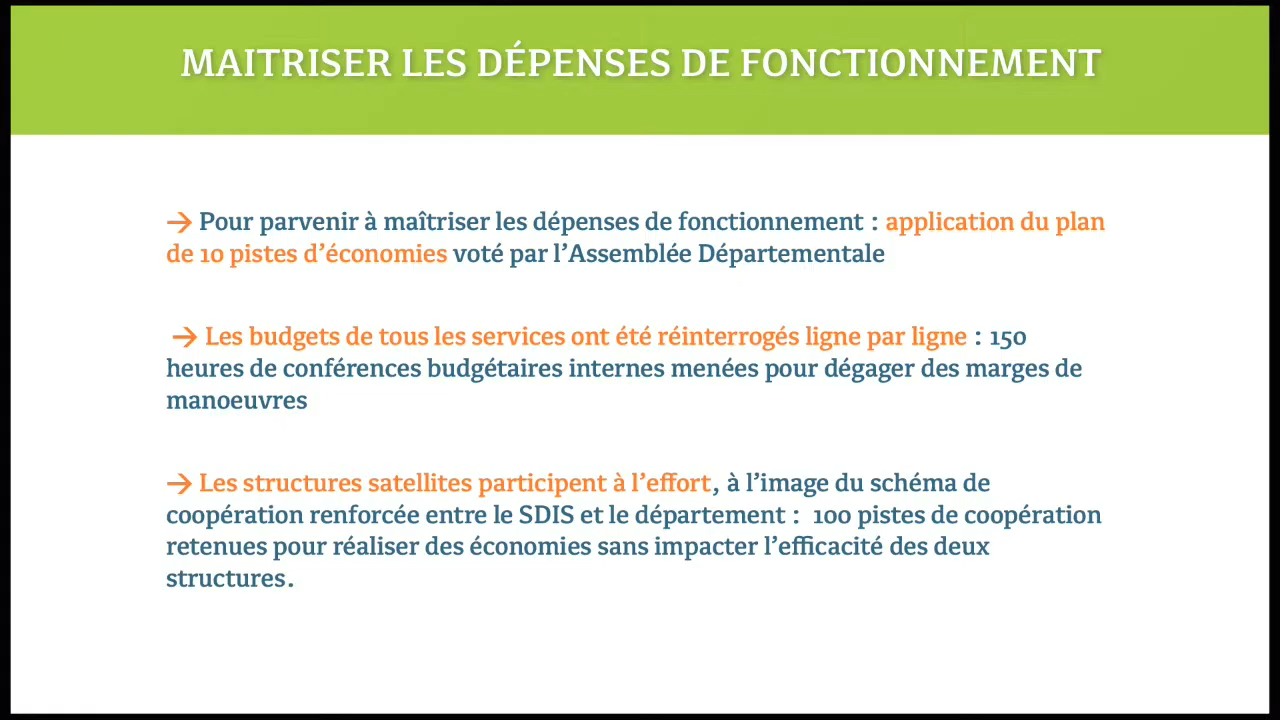 MAITRISER LES DÉPENSES DE FONCTIONNEMENT
→ Pour parvenir à maîtriser les dépenses de fonctionnement : application du plan
de 10 pistes d’économies voté par l’Assemblée Départementale
→ Les budgets de tous les services ont été réinterrogés ligne par ligne : 150
heures de conférences budgétaires internes menées pour dégager des marges de
manoeuvres
→ Les structures satellites participent à l’effort, à l’image du schéma de
coopération renforcée entre le SDIS et le département : 100 pistes de coopération
retenues pour réaliser des économies sans impacter l’efficacité des deux
structures.